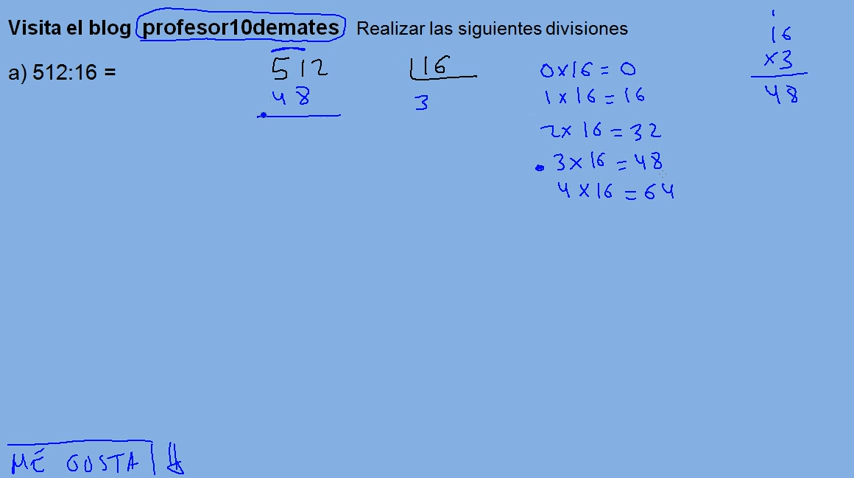 Visita el blog profesor10demates Realizar las siguientes divisiones
a) 512:16 =
512 16
48 3
0x16=0
1x16=16
2x16=32
3x16=48
4x16=64
1
16
x3
48
ME GUSTA